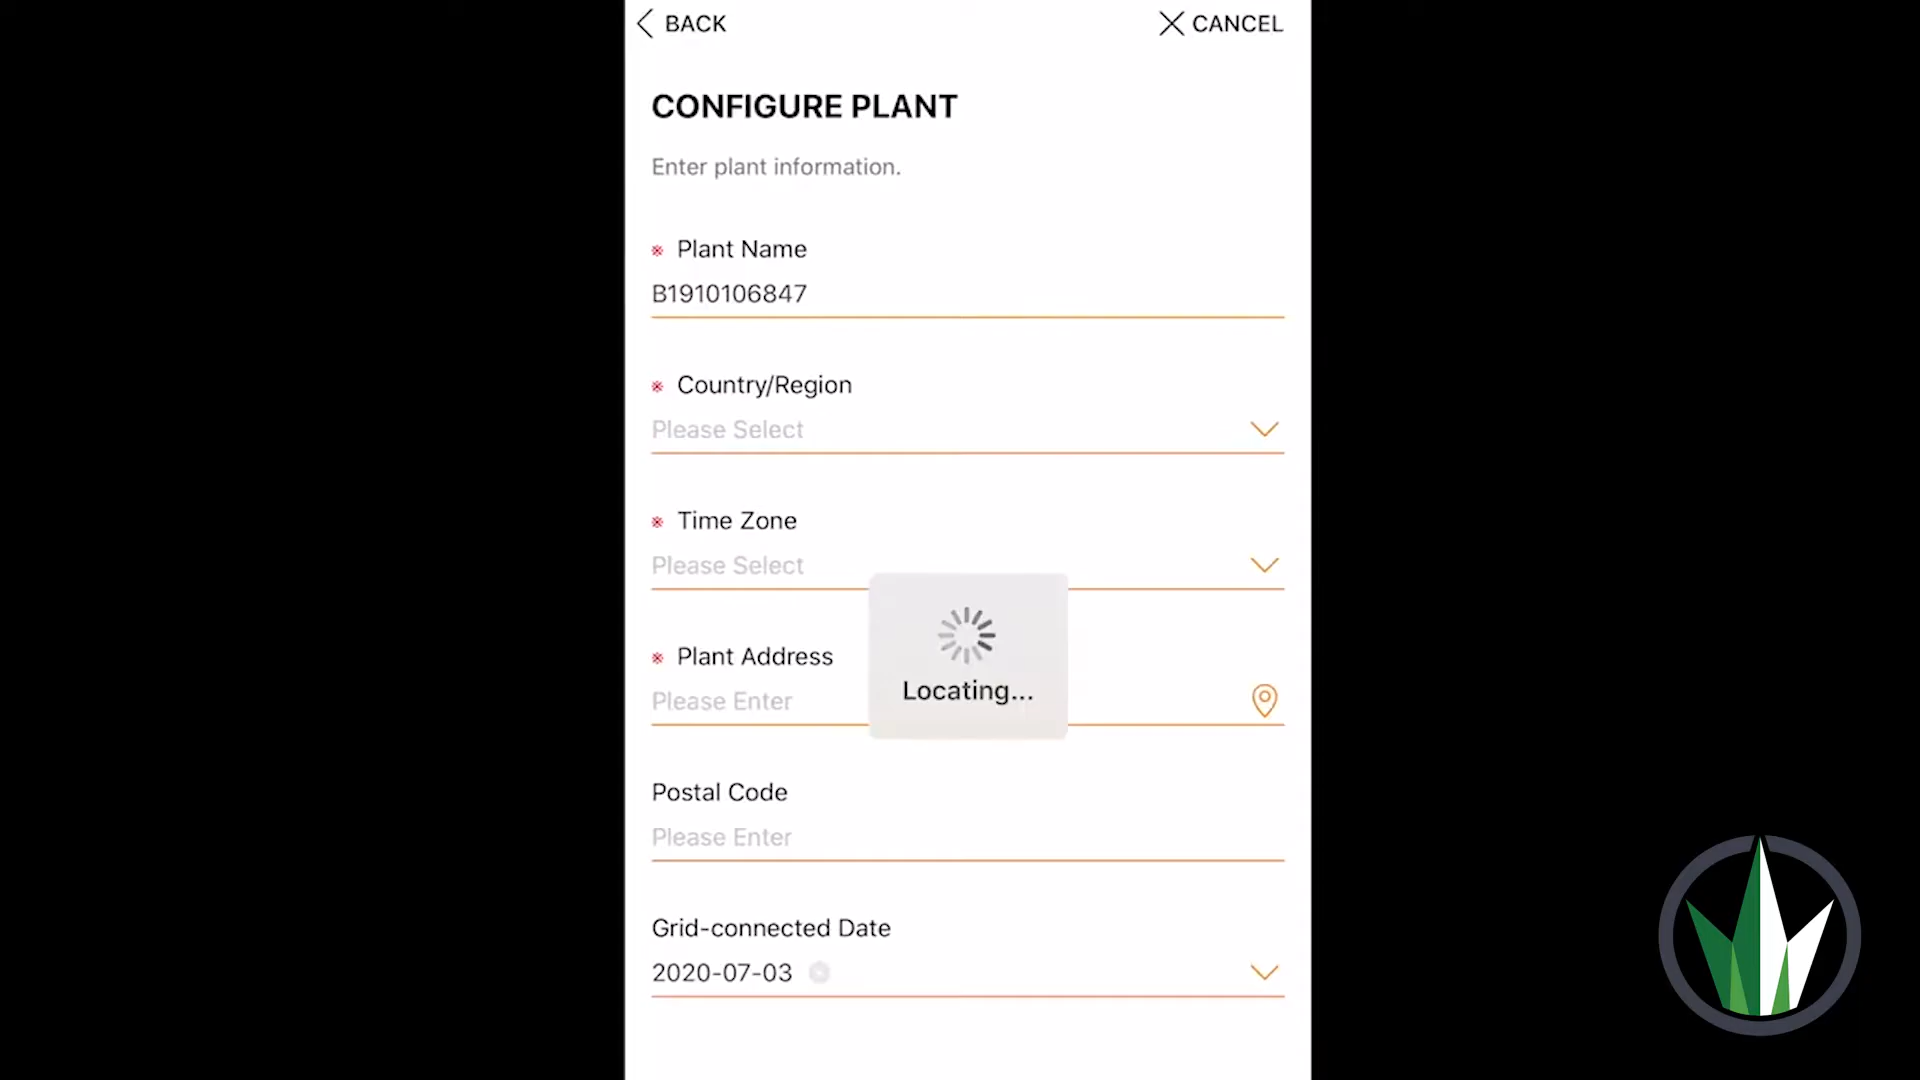 BACK
CANCEL
CONFIGURE PLANT
Enter plant information.
※ Plant Name
B1910106847
※ Country/Region
Please Select
※ Time Zone
Please Select
※ Plant Address
Please Enter
Locating...
Postal Code
Please Enter
Grid-connected Date
2020-07-03